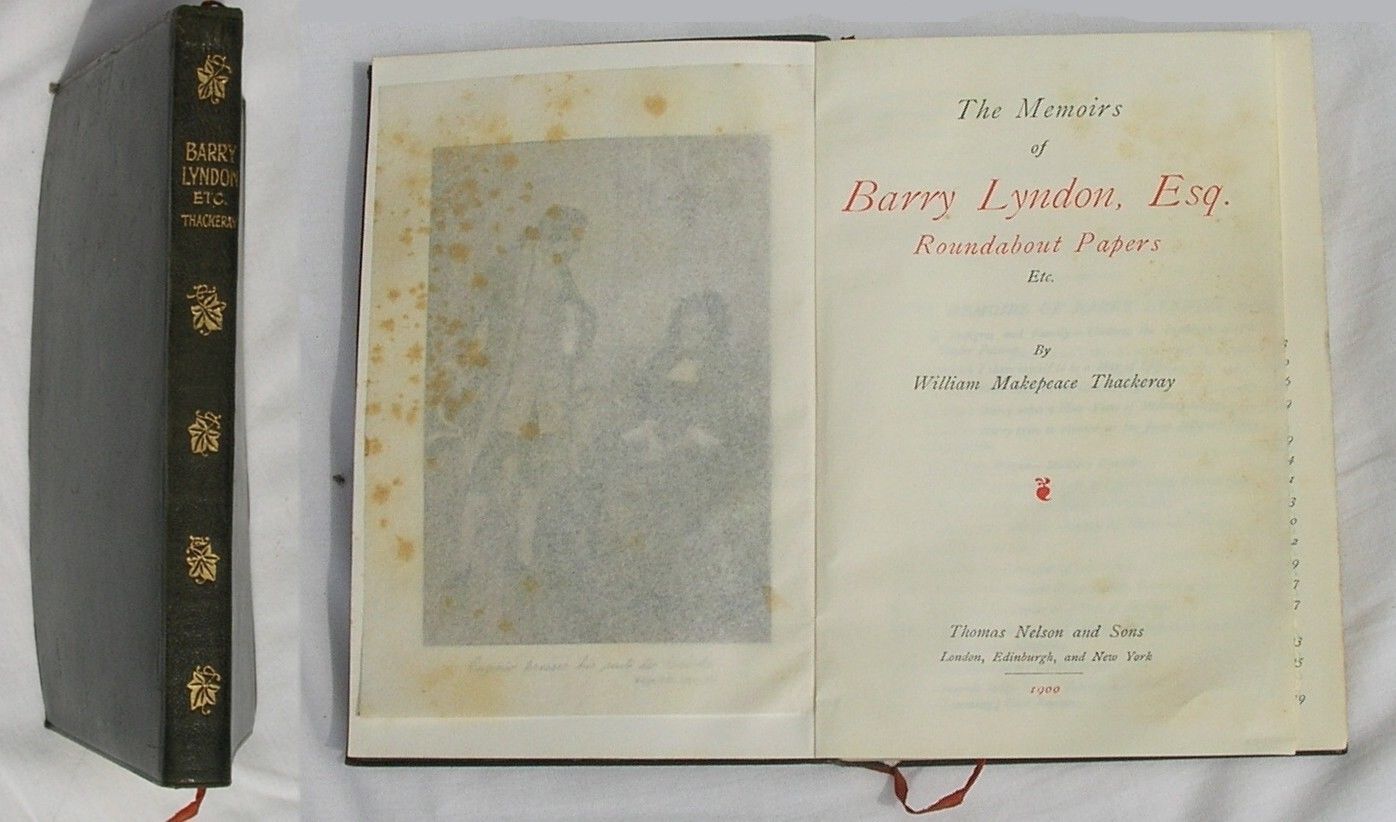 BARRY
LYNDON
ETC.
THACKERAY
The Memoirs
of
Barry Lyndon, Esq.
Roundabout Papers
Etc.
By
William Makepeace Thackeray
Thomas Nelson and Sons
London, Edinburgh, and New York
1900